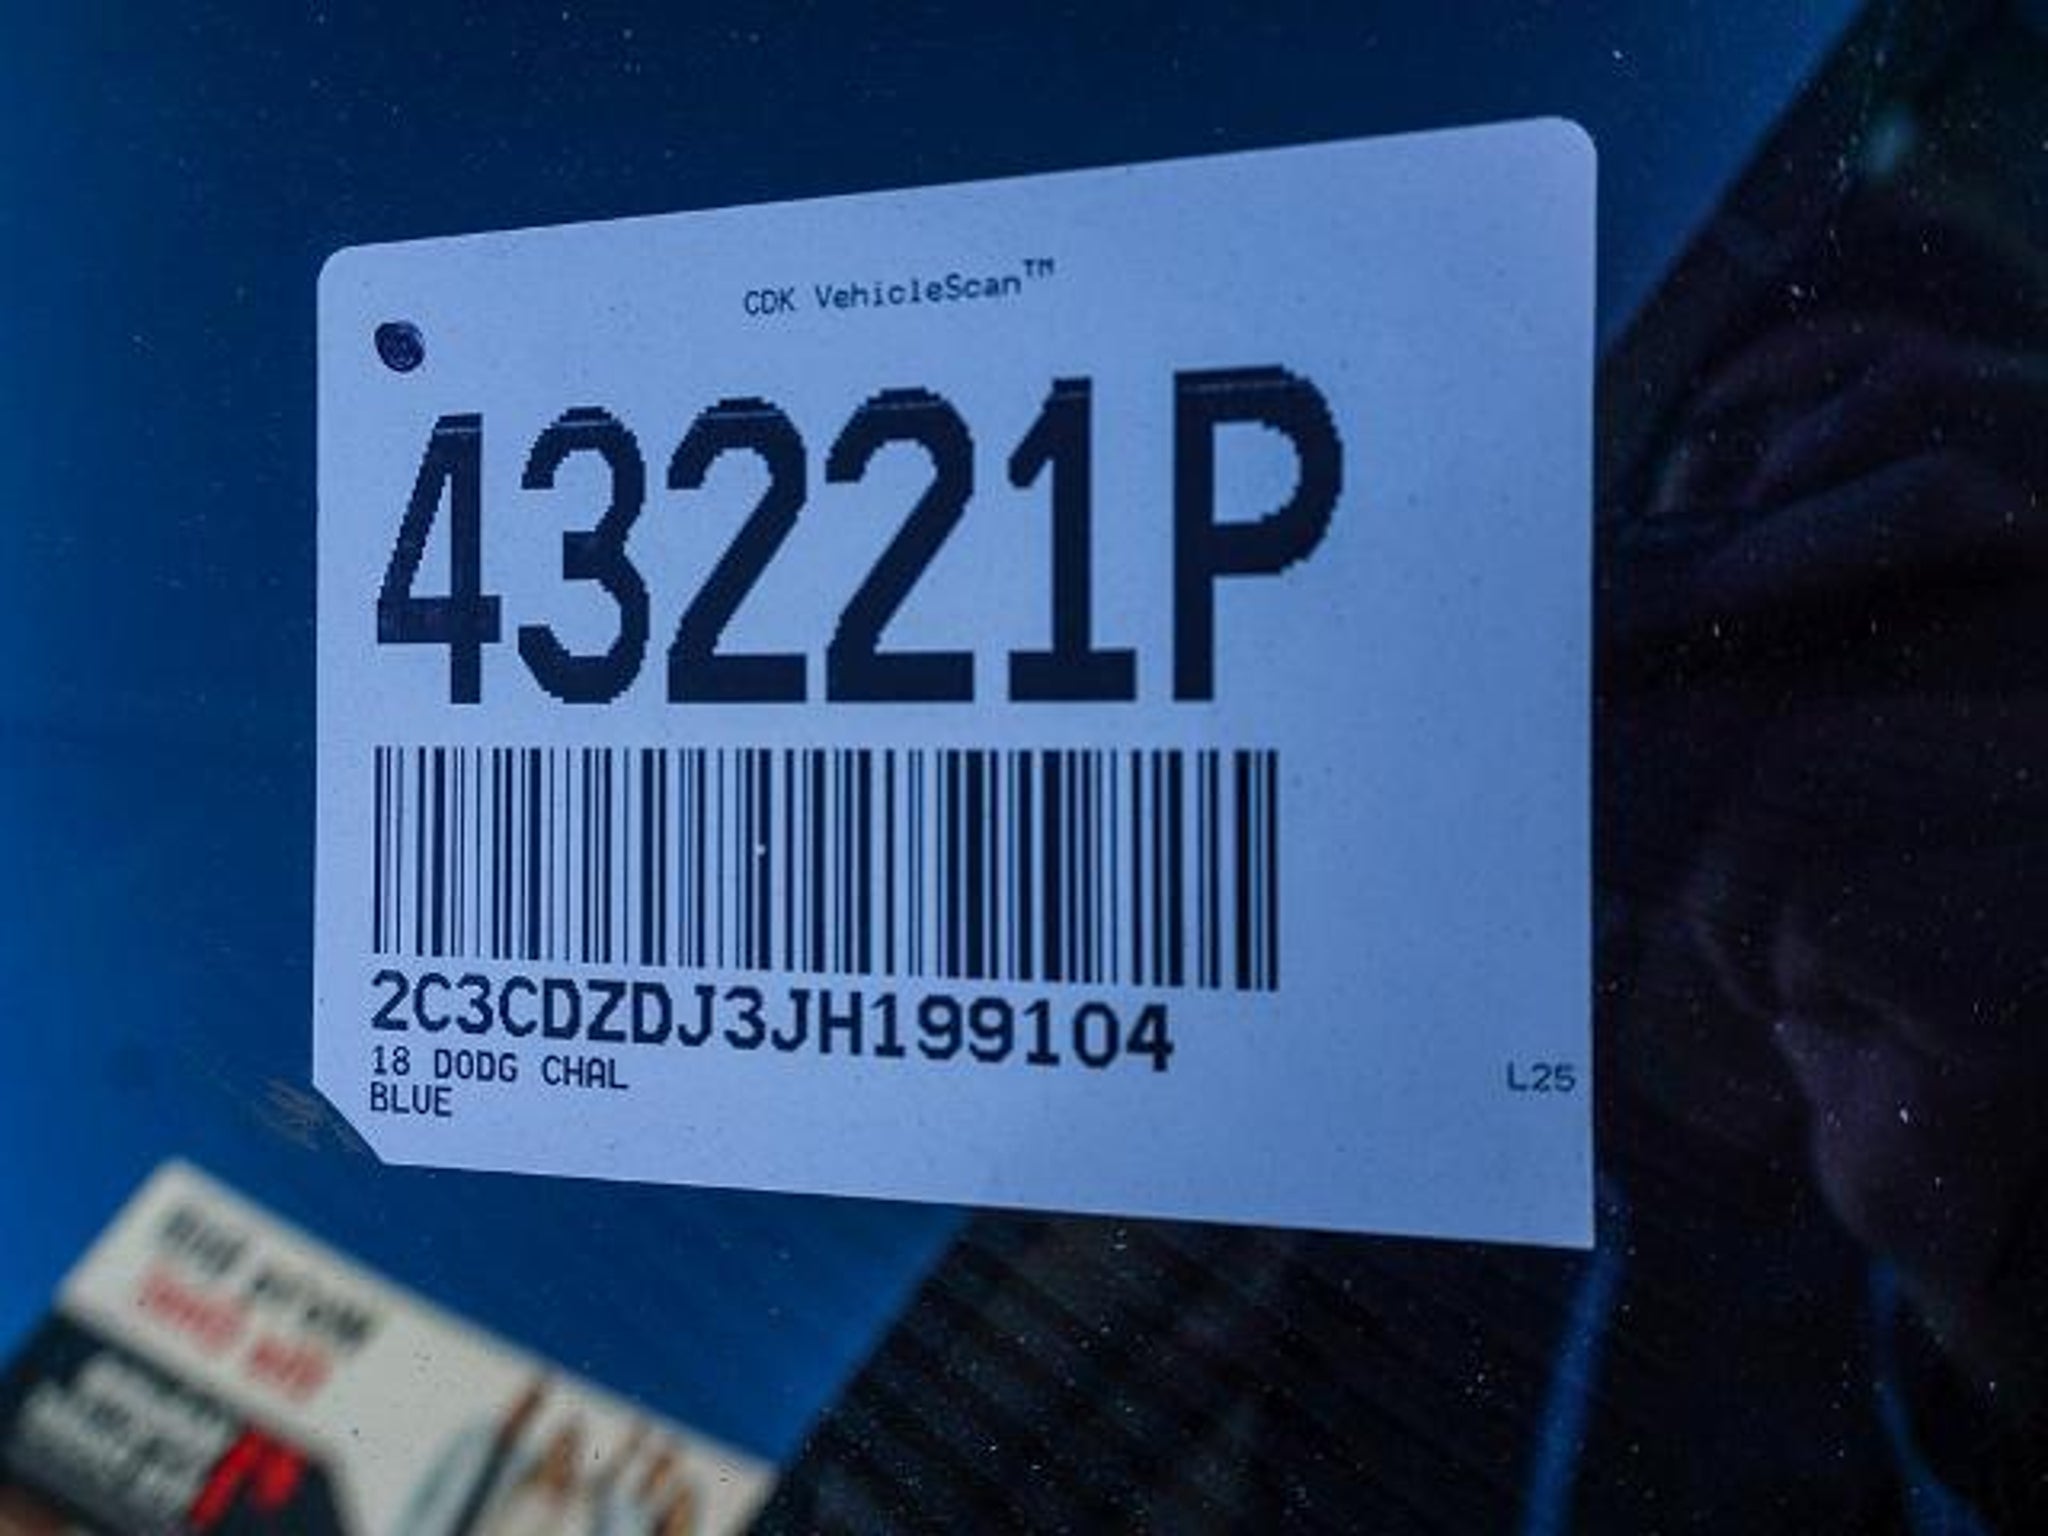 CDK VehicleScan™
43221P
2C3CDZDJ3JH199104
18 DODG CHAL
BLUE
L25